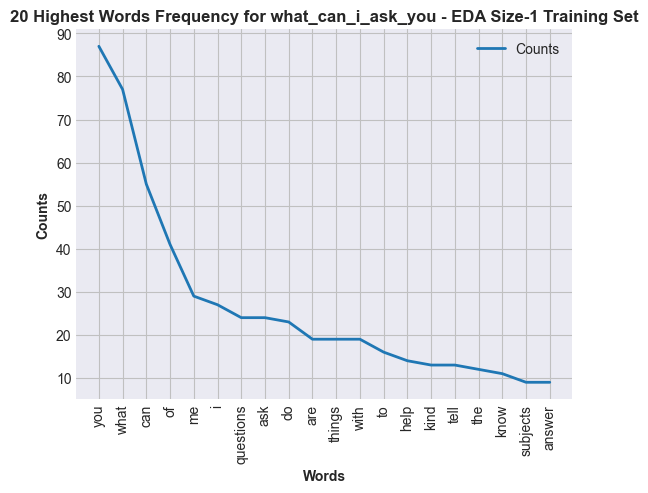 20 Highest Words Frequency for what_can_i_ask_you - EDA Size-1 Training Set
Counts
90
80
70
60
50
40
30
20
10
Counts
you
what
can
of
me
i
questions
ask
do
are
things
with
to
help
kind
tell
the
know
subjects
answer
Words